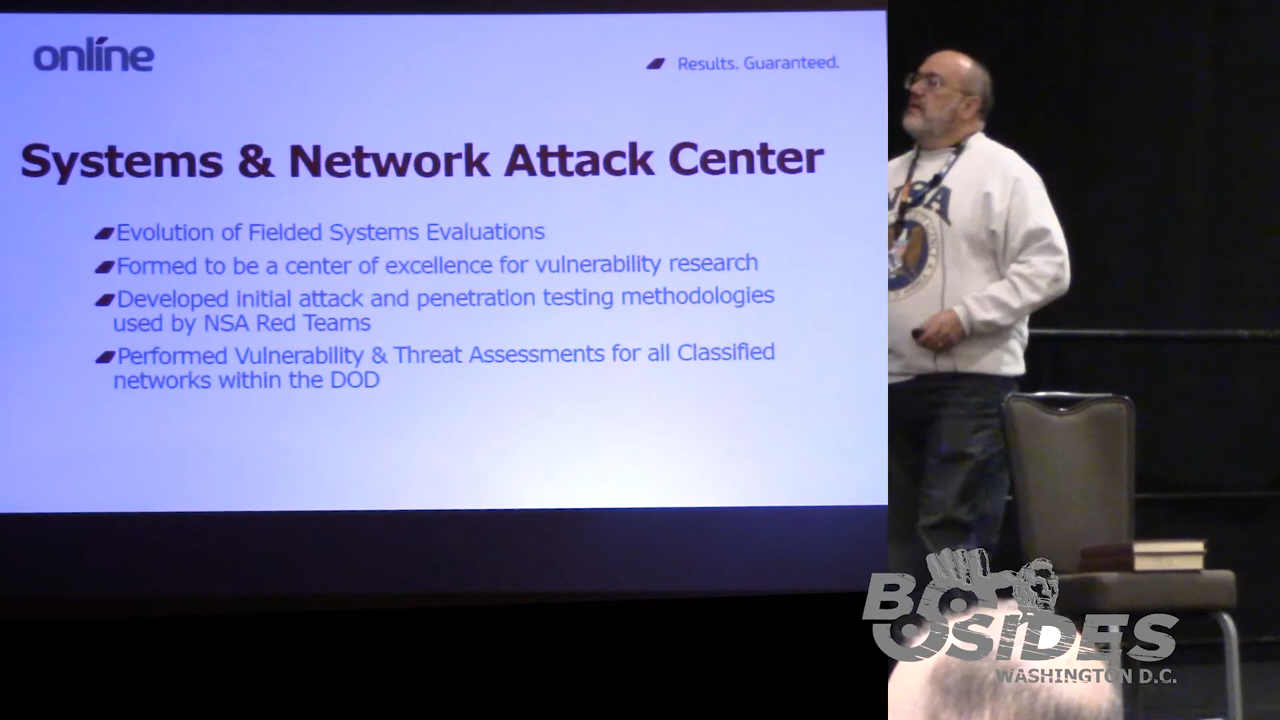 online
Results. Guaranteed.
Systems & Network Attack Center
Evolution of Fielded Systems Evaluations
Formed to be a center of excellence for vulnerability research
Developed initial attack and penetration testing methodologies
used by NSA Red Teams
Performed Vulnerability & Threat Assessments for all Classified
networks within the DOD
NSA
BSIDES
WASHINGTON D.C.